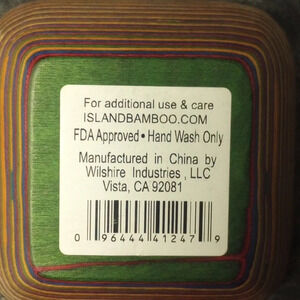 For additional use & care
ISLANDBAMBOO.COM
FDA Approved • Hand Wash Only
Manufactured in China by
Wilshire Industries, LLC
Vista, CA 92081
0 96444 41247 9